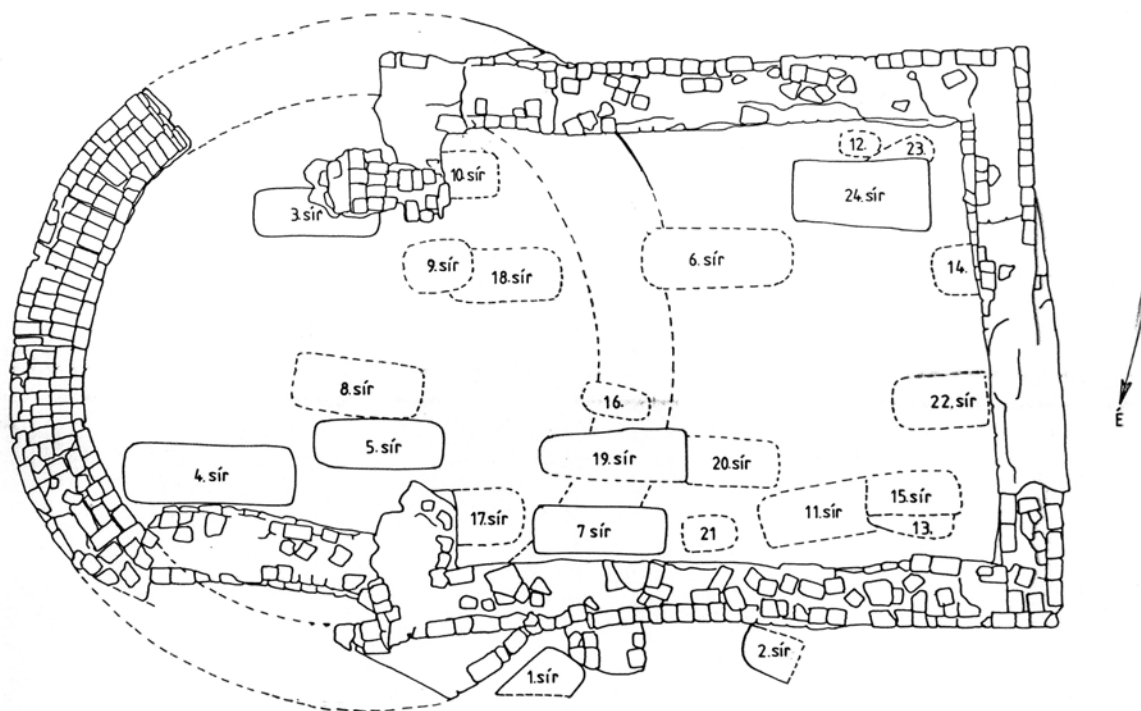 12.
23.
10. sír
24. sír
3. sír
6. sír
9. sír
18. sír
14.
8. sír
16.
22. sír
5. sír
4. sír
19. sír
20. sír
15. sír
17. sír
11. sír
7 sír
21
13.
1. sír
2. sír
É